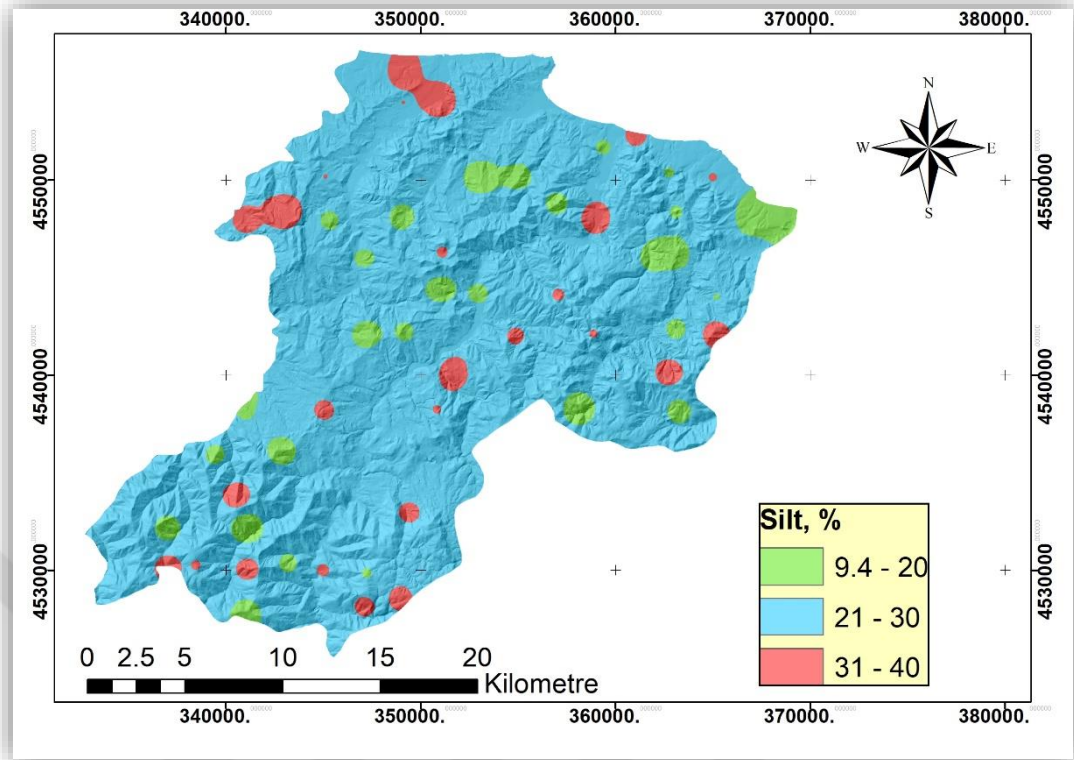 340000. 350000. 360000. 370000. 380000.
N
W E
S
4550000 4550000
4540000 4540000
4530000 4530000
Silt, %
9.4 - 20
21 - 30
31 - 40
0 2.5 5 10 15 20
Kilometre
340000. 350000. 360000. 370000. 380000.